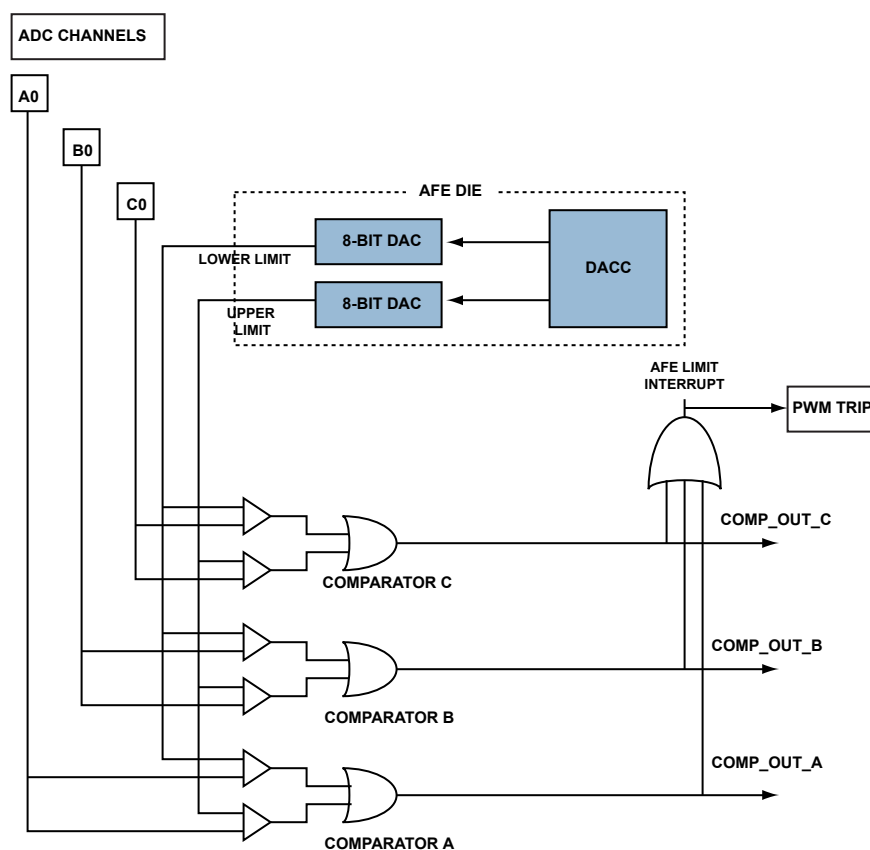 ADC CHANNELS
A0
B0
C0
AFE DIE
8-BIT DAC
DACC
LOWER LIMIT
8-BIT DAC
UPPER
LIMIT
AFE LIMIT
INTERRUPT
PWM TRIP
COMP_OUT_C
COMPARATOR C
COMP_OUT_B
COMPARATOR B
COMP_OUT_A
COMPARATOR A